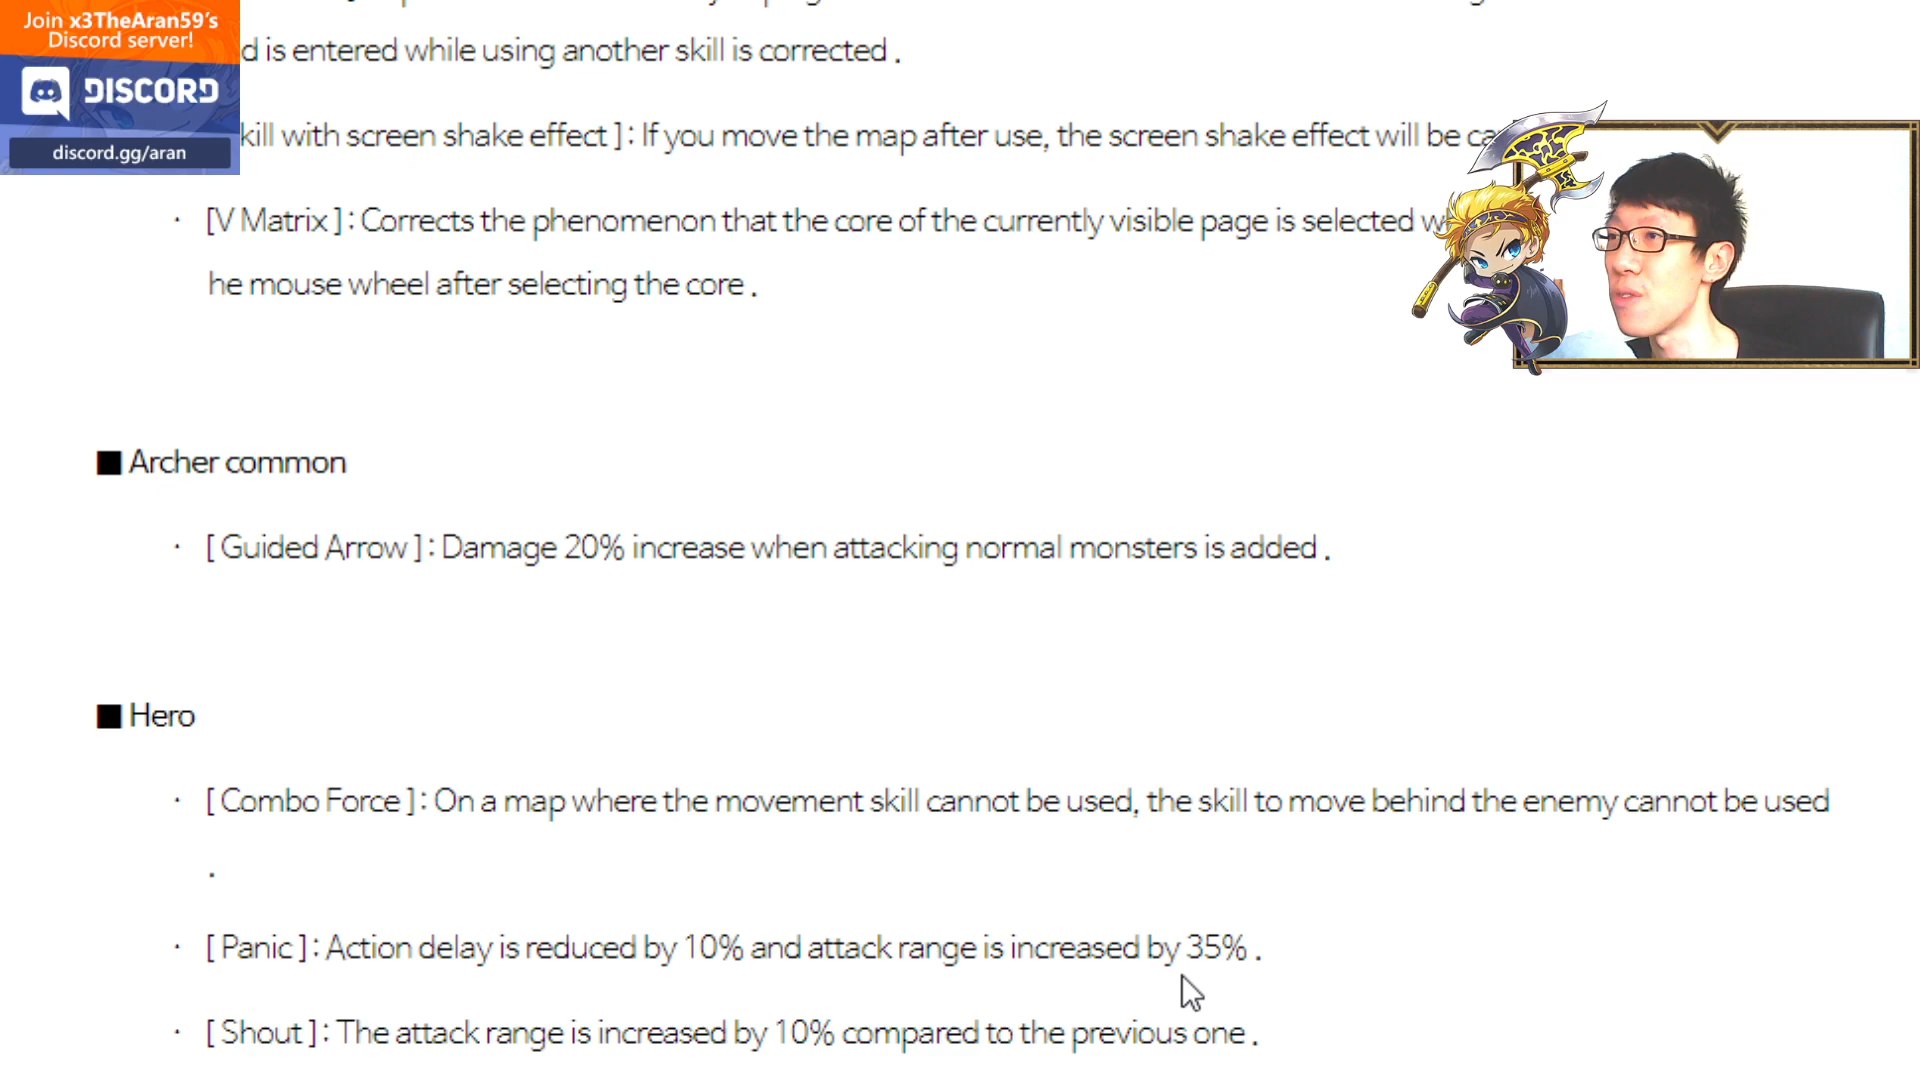 Join x3TheAran59's
Discord server!
DISCORD
discord.gg/aran
d is entered while using another skill is corrected .
kill with screen shake effect ] : If you move the map after use, the screen shake effect will be ca
· [V Matrix ] : Corrects the phenomenon that the core of the currently visible page is selected w
he mouse wheel after selecting the core .
■ Archer common
· [ Guided Arrow ] : Damage 20% increase when attacking normal monsters is added .
■ Hero
· [ Combo Force ] : On a map where the movement skill cannot be used, the skill to move behind the enemy cannot be used
.
· [ Panic ] : Action delay is reduced by 10% and attack range is increased by 35% .
· [ Shout ] : The attack range is increased by 10% compared to the previous one .